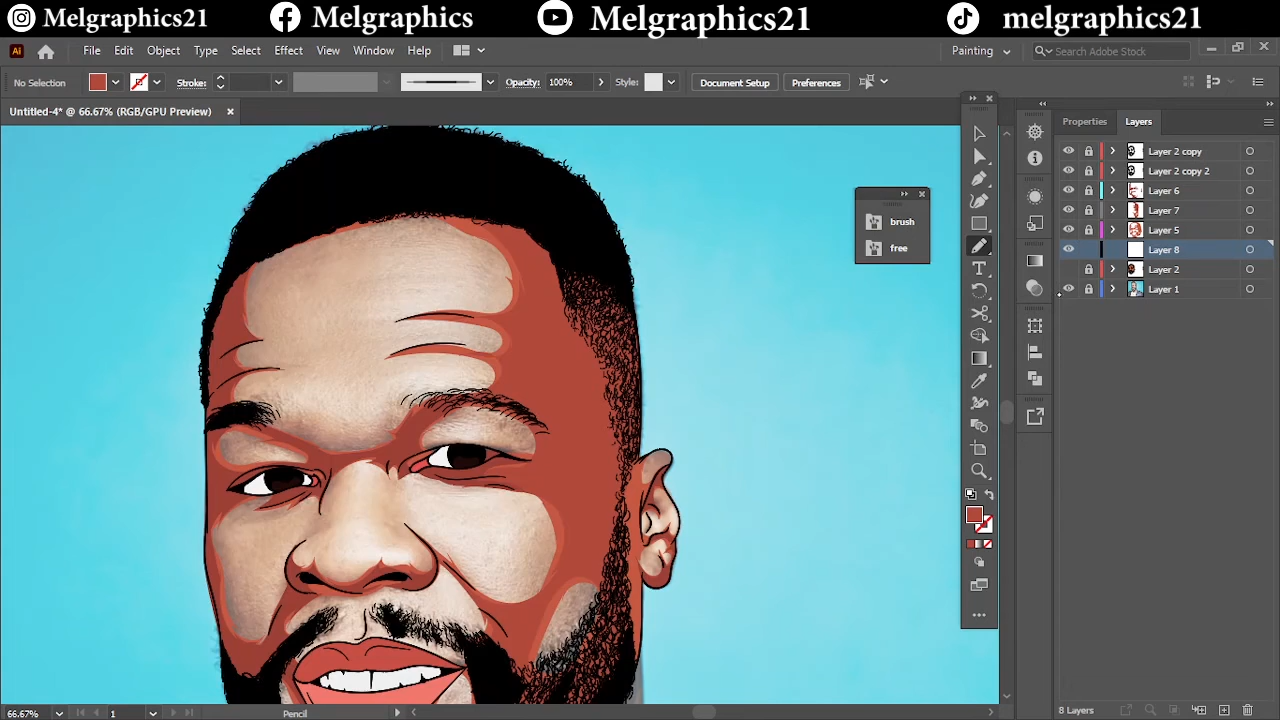 Melgraphics21 Melgraphics Melgraphics21 melgraphics21
Ai File Edit Object Type Select Effect View Window Help Painting Search Adobe Stock
No Selection Stroke: Opacity: 100% Style: Document Setup Preferences
Untitled-4* @ 66.67% (RGB/GPU Preview)
Properties Layers
Layer 2 copy
Layer 2 copy 2
Layer 6
Layer 7
Layer 5
Layer 8
Layer 2
Layer 1
brush
free
66.67% 1 Pencil
8 Layers